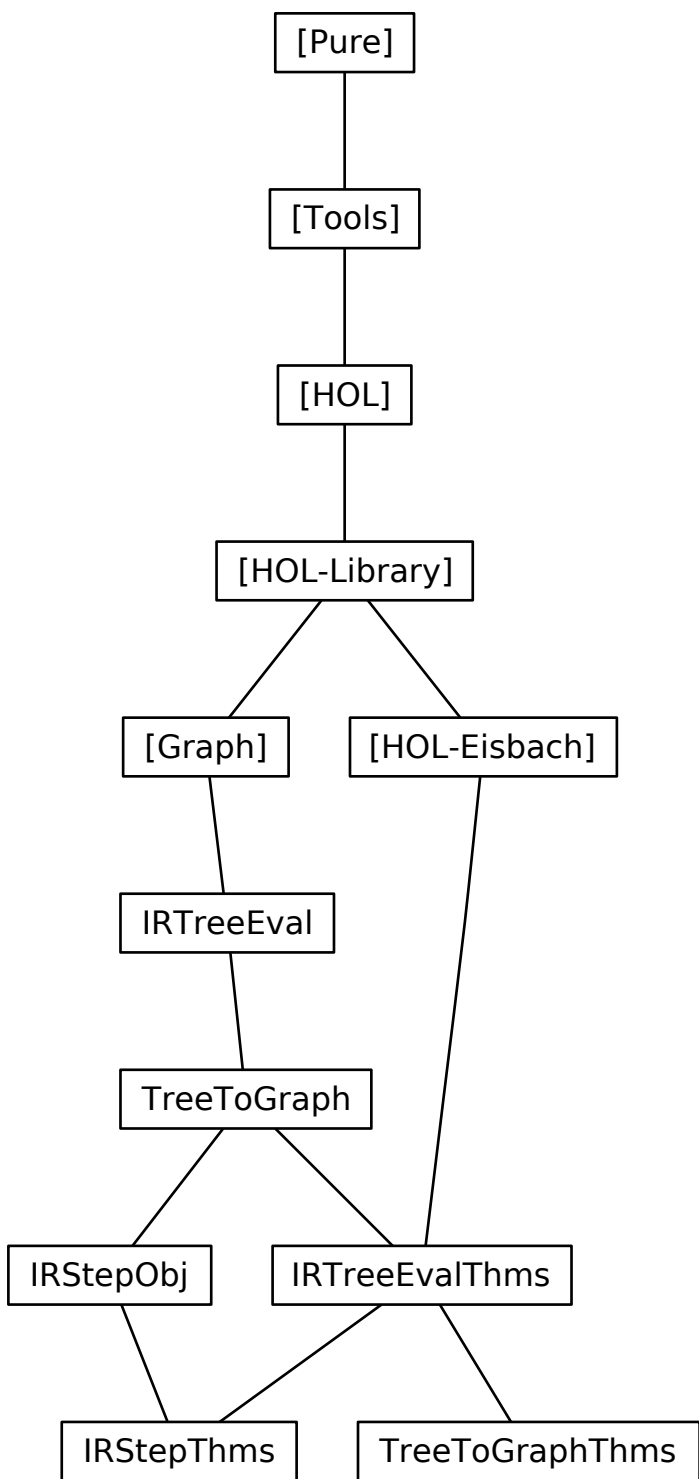 [Pure]
[Tools]
[HOL]
[HOL-Library]
[Graph]
[HOL-Eisbach]
IRTreeEval
TreeToGraph
IRStepObj
IRTreeEvalThms
IRStepThms
TreeToGraphThms